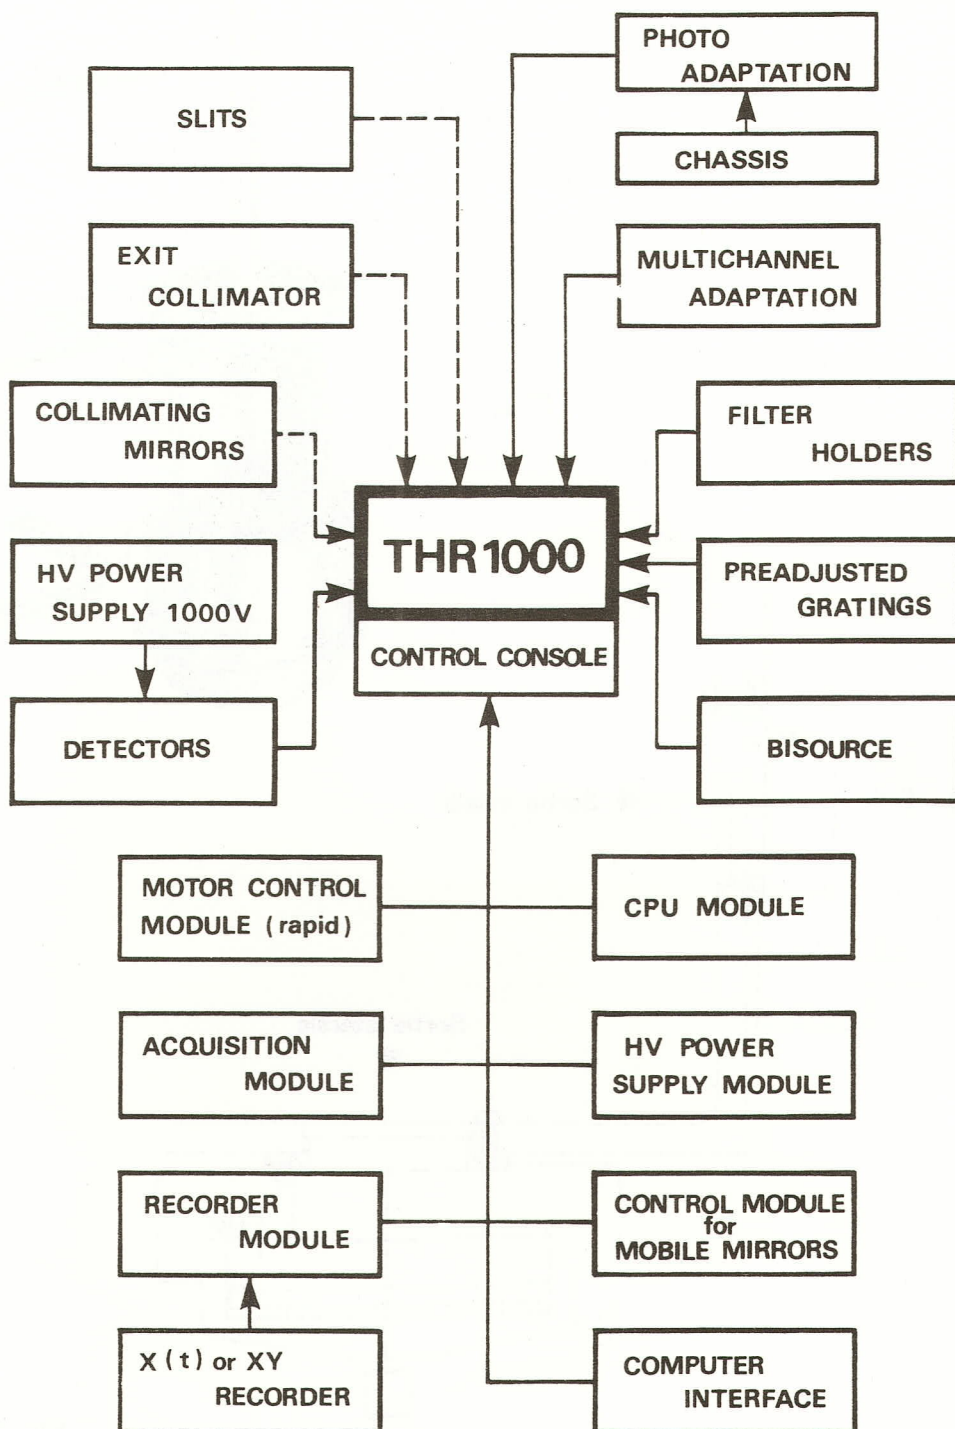 PHOTO
ADAPTATION
SLITS
CHASSIS
EXIT
COLLIMATOR
MULTICHANNEL
ADAPTATION
COLLIMATING
MIRRORS
FILTER
HOLDERS
THR1000
HV POWER
SUPPLY 1000V
PREADJUSTED
GRATINGS
CONTROL CONSOLE
DETECTORS
BISOURCE
MOTOR CONTROL
MODULE (rapid)
CPU MODULE
ACQUISITION
MODULE
HV POWER
SUPPLY MODULE
RECORDER
MODULE
CONTROL MODULE
for
MOBILE MIRRORS
X(t) or XY
RECORDER
COMPUTER
INTERFACE